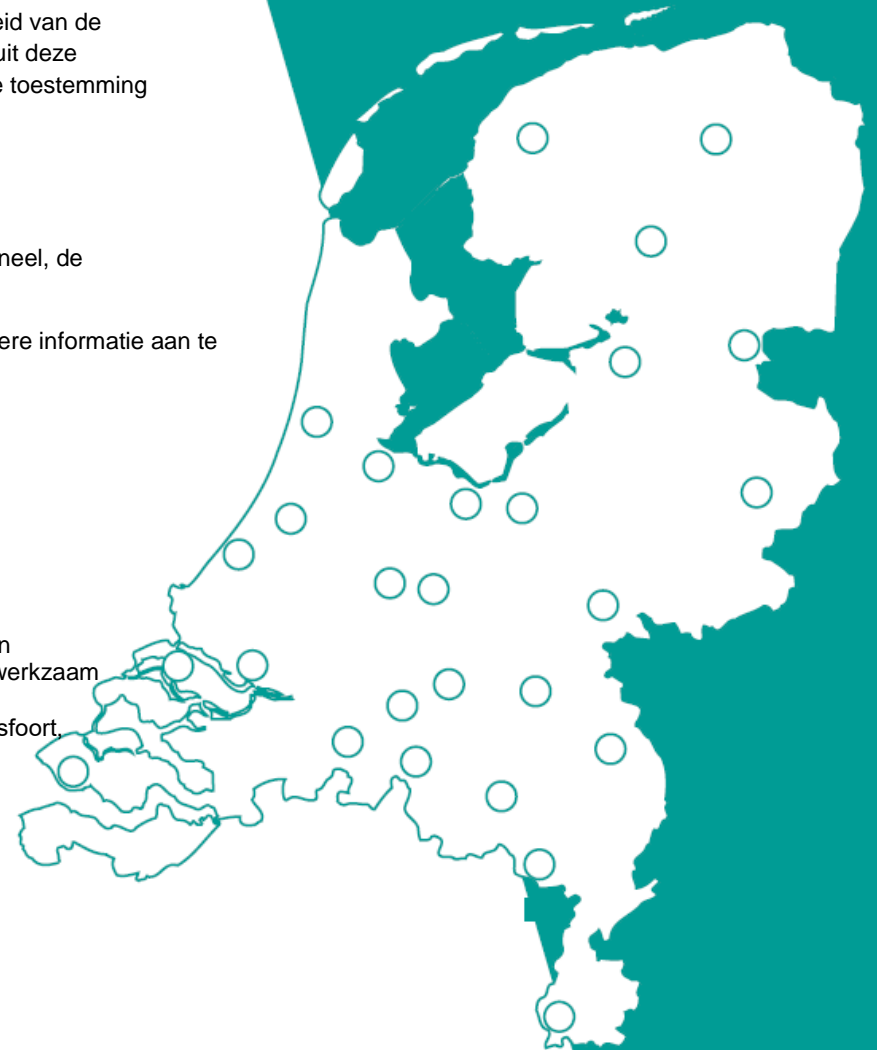 eid van de
uit deze
e toestemming
neel, de
ere informatie aan te
n
werkzaam
sfoort,